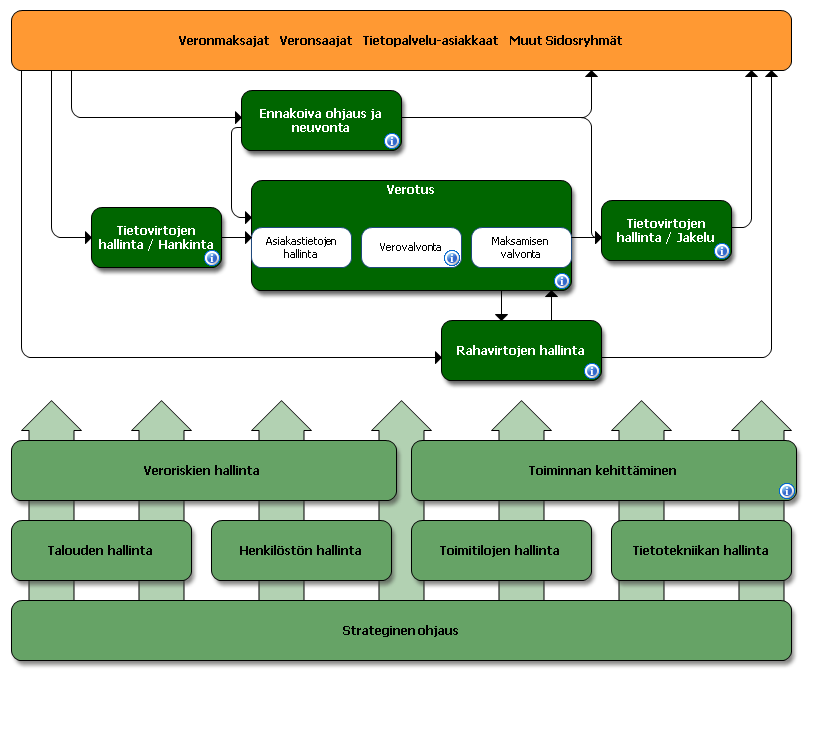 Veronmaksajat Veronsaajat Tietopalvelu-asiakkaat Muut Sidosryhmät
Ennakoiva ohjaus ja
neuvonta
Verotus
Tietovirtojen
hallinta / Hankinta
Asiakastietojen
hallinta
Verovalvonta
Maksamisen
valvonta
Tietovirtojen
hallinta / Jakelu
Rahavirtojen hallinta
Veroriskien hallinta
Toiminnan kehittäminen
Talouden hallinta
Henkilöstön hallinta
Toimitilojen hallinta
Tietotekniikan hallinta
Strateginen ohjaus